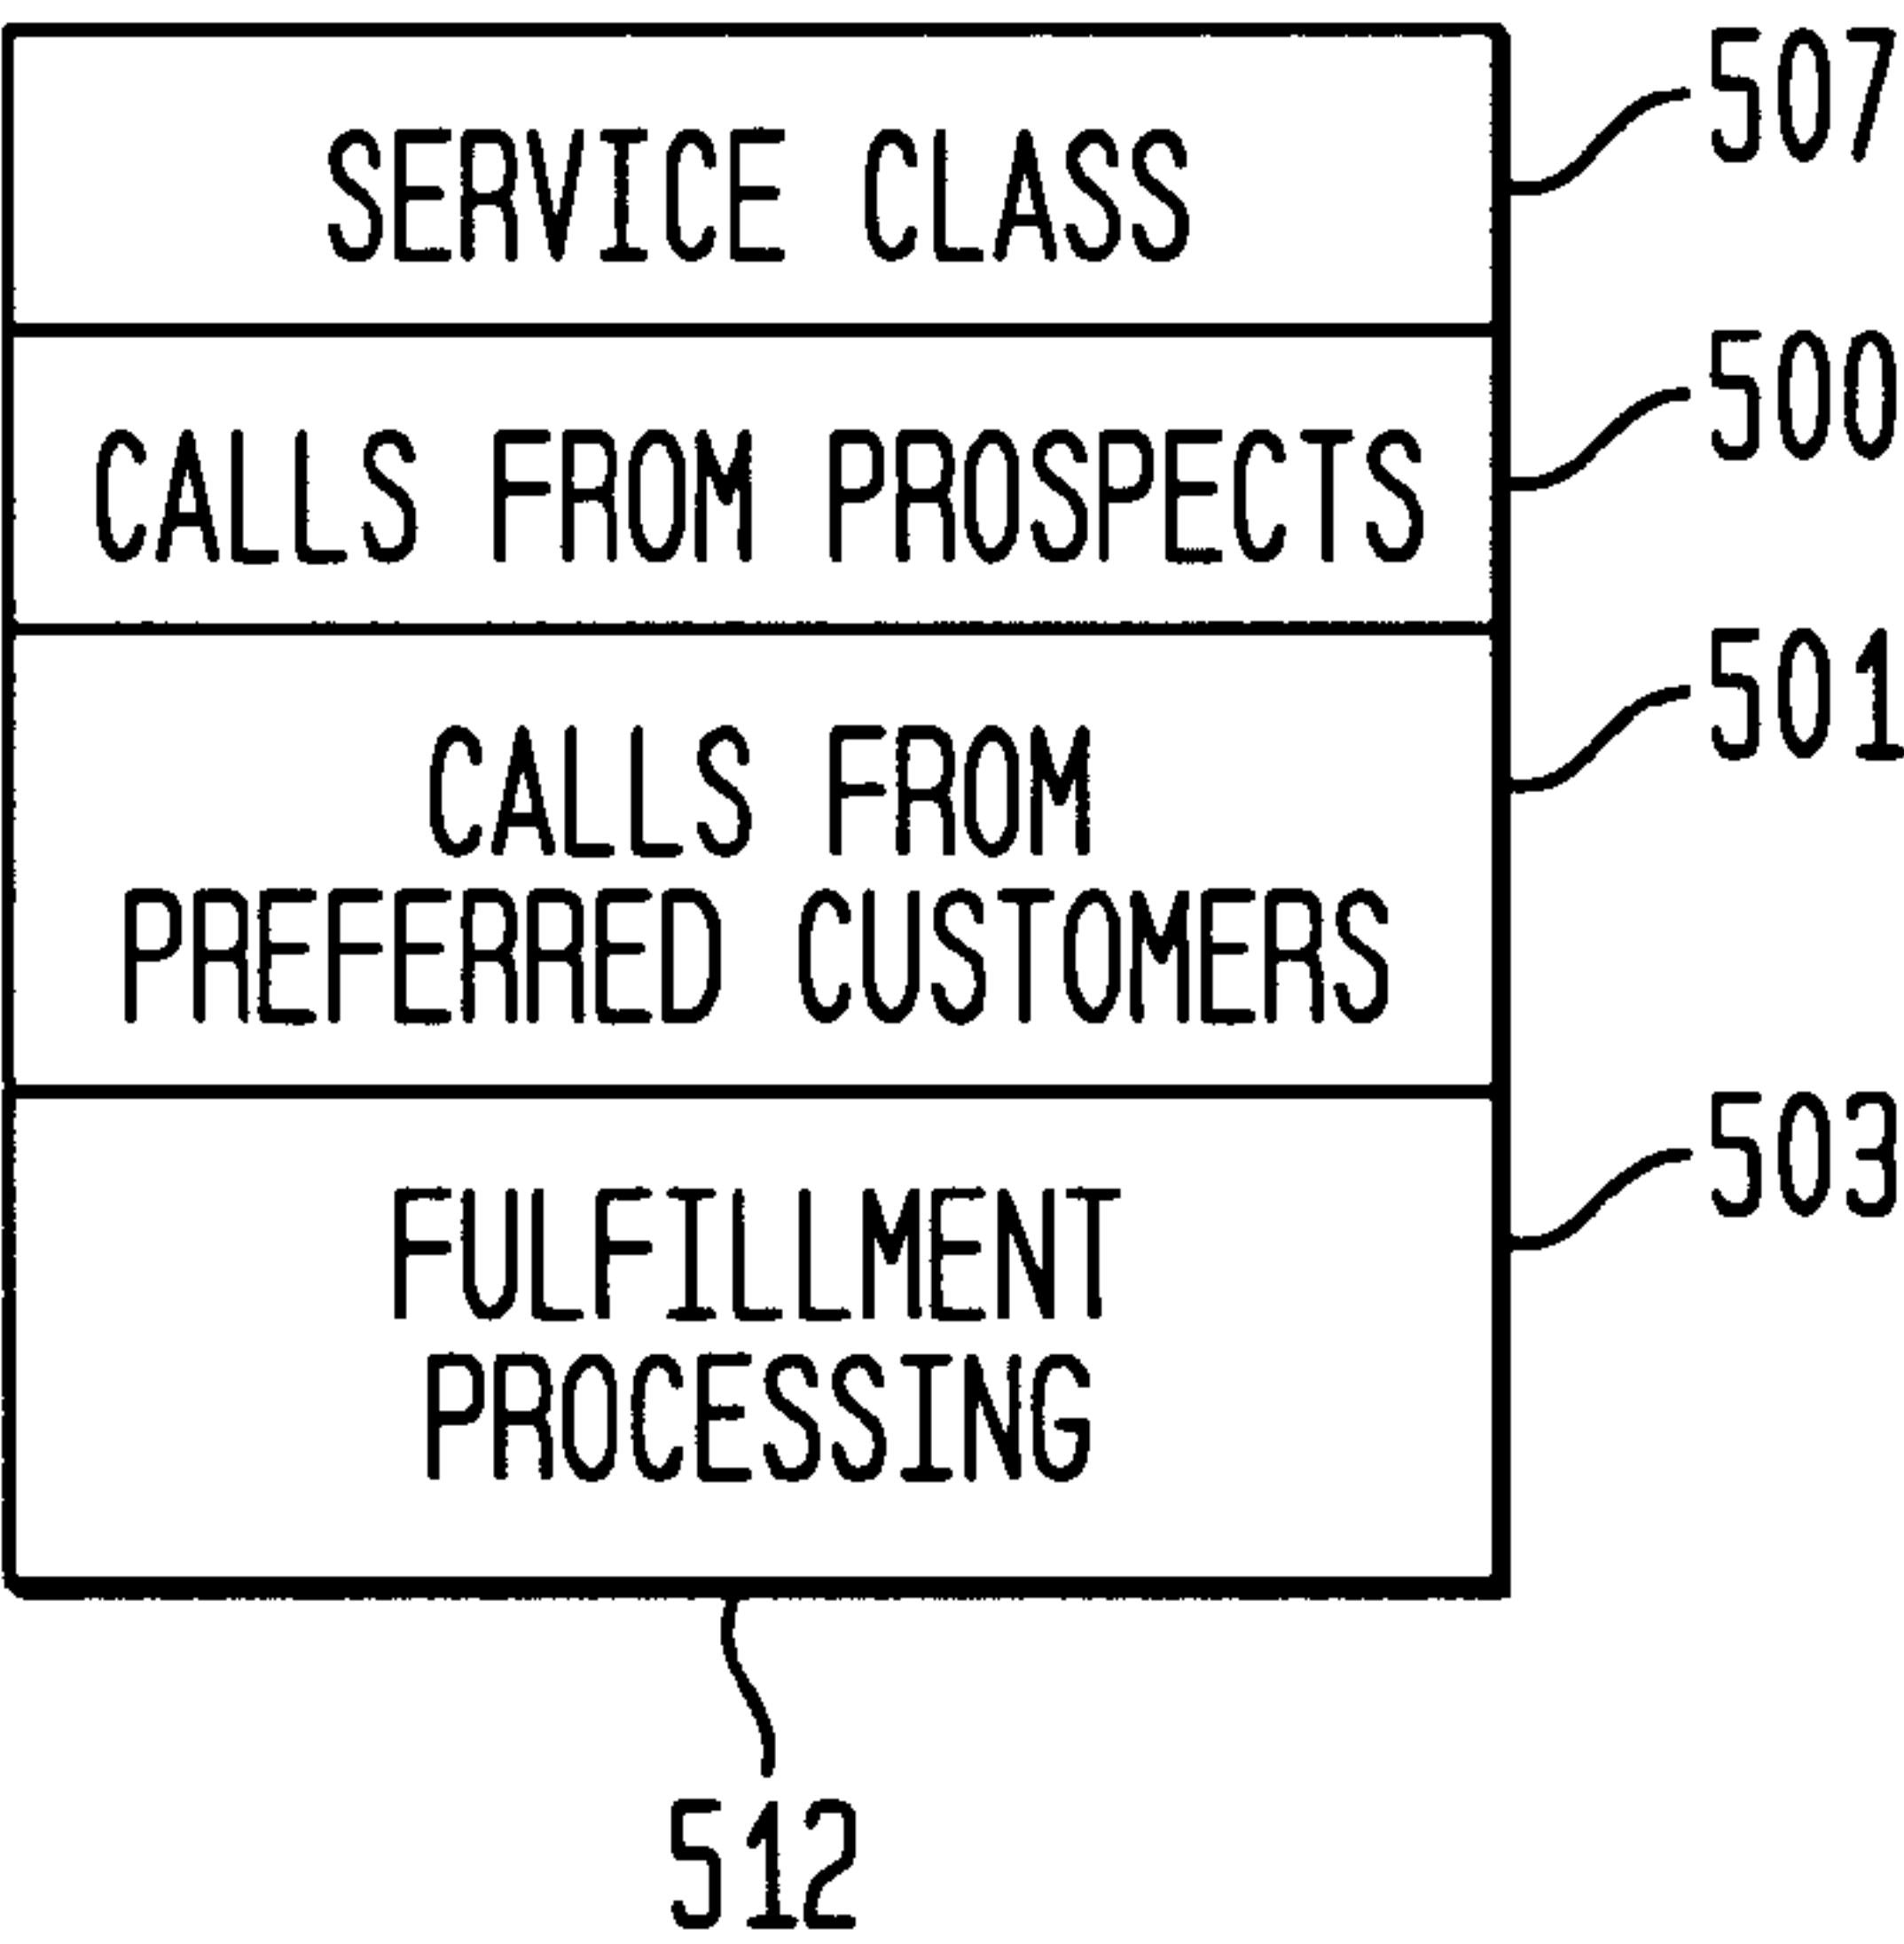 SERVICE CLASS
507
CALLS FROM PROSPECTS
500
CALLS FROM
PREFERRED CUSTOMERS
501
FULFILLMENT
PROCESSING
503
512